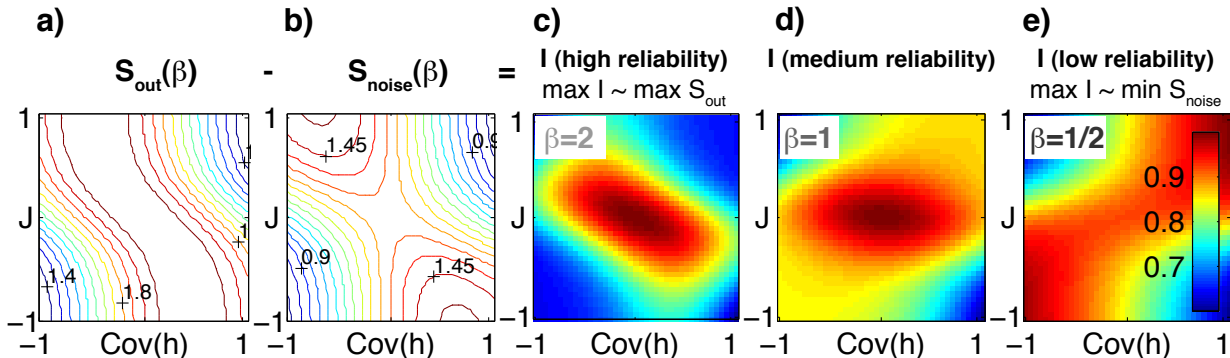 a) b) c) d) e)
S_out(β) - S_noise(β) = I (high reliability) I (medium reliability) I (low reliability)
max I ~ max S_out max I ~ min S_noise
1 1.45 0.9 β=2 β=1 β=1/2
1 1 1 1 1
0.9
J J J J J
1 0.8
1.4 1.8 0.9 1.45 0.7
−1 −1 −1 −1 −1
−1 Cov(h) 1 −1 Cov(h) 1 −1 Cov(h) 1 −1 Cov(h) 1 −1 Cov(h) 1